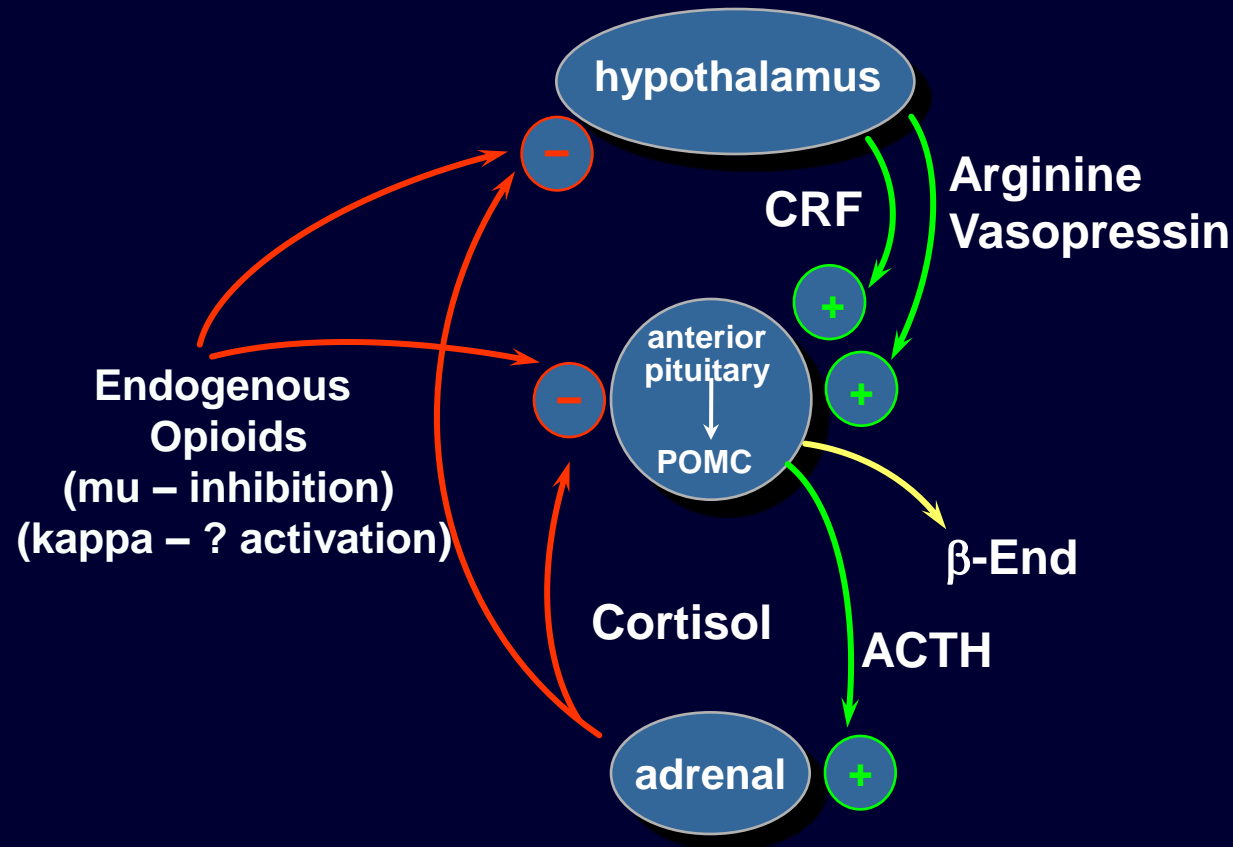 hypothalamus
–
CRF
Arginine
Vasopressin
+
anterior
pituitary
POMC
+
–
Endogenous
Opioids
(mu – inhibition)
(kappa – ? activation)
β-End
Cortisol
ACTH
adrenal
+